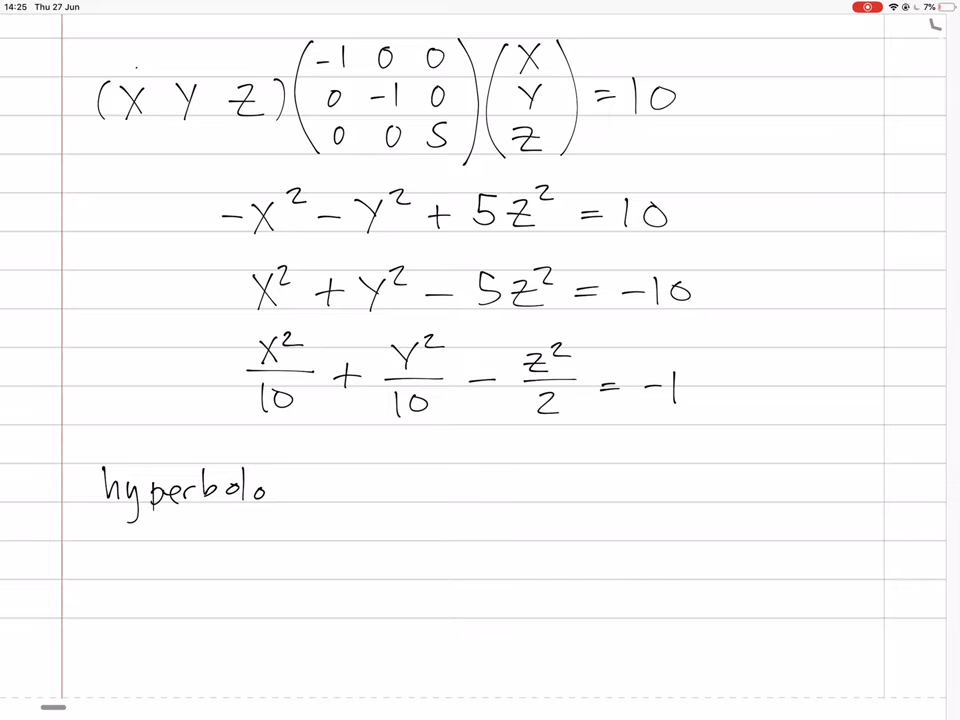 14:25 Thu 27 Jun 7%
(X Y Z) ( -1 0 0 ; 0 -1 0 ; 0 0 5 ) ( X ; Y ; Z ) = 10
-X² - Y² + 5Z² = 10
X² + Y² - 5Z² = -10
X²/10 + Y²/10 - Z²/2 = -1
hyperbolo